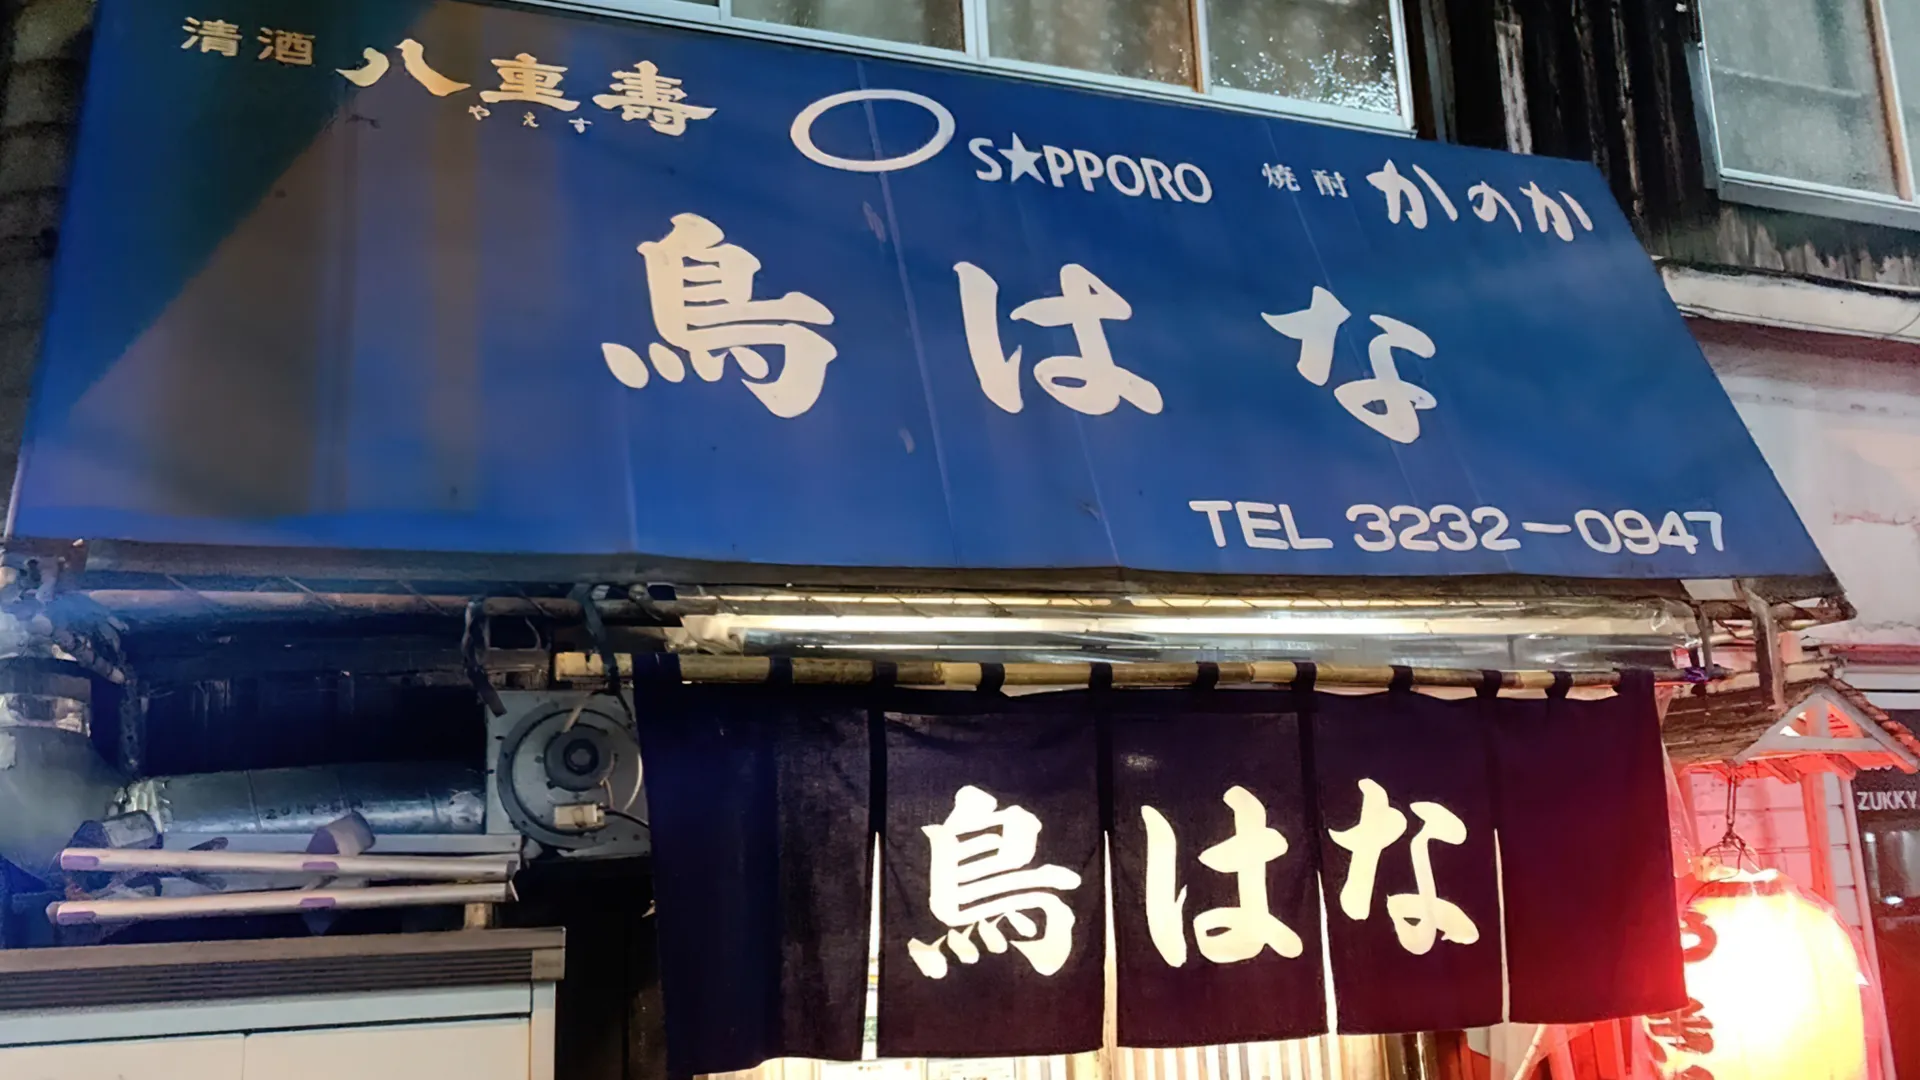 清酒 八重壽
やえす
SAPPORO
焼酎 かのか
鳥はな
TEL 3232-0947
鳥はな
ZUKKY